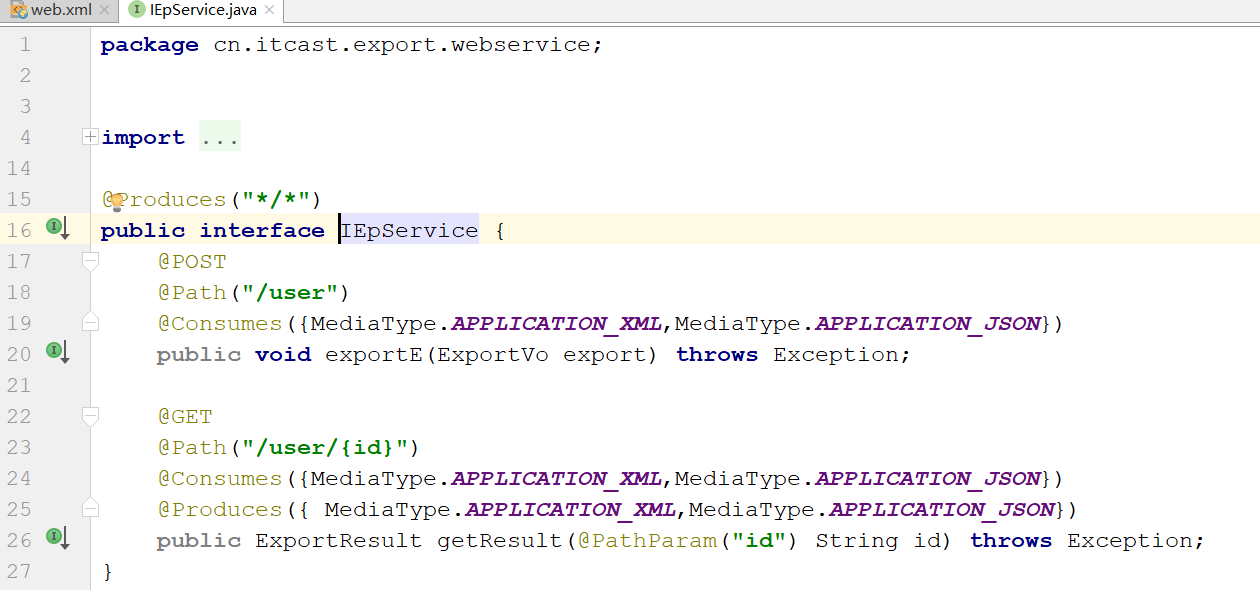 web.xml IEpService.java
1 package cn.itcast.export.webservice;
2
3
4 import ...
14
15 @Produces("*/*")
16 public interface IEpService {
17 @POST
18 @Path("/user")
19 @Consumes({MediaType.APPLICATION_XML,MediaType.APPLICATION_JSON})
20 public void exportE(ExportVo export) throws Exception;
21
22 @GET
23 @Path("/user/{id}")
24 @Consumes({MediaType.APPLICATION_XML,MediaType.APPLICATION_JSON})
25 @Produces({ MediaType.APPLICATION_XML,MediaType.APPLICATION_JSON})
26 public ExportResult getResult(@PathParam("id") String id) throws Exception;
27 }